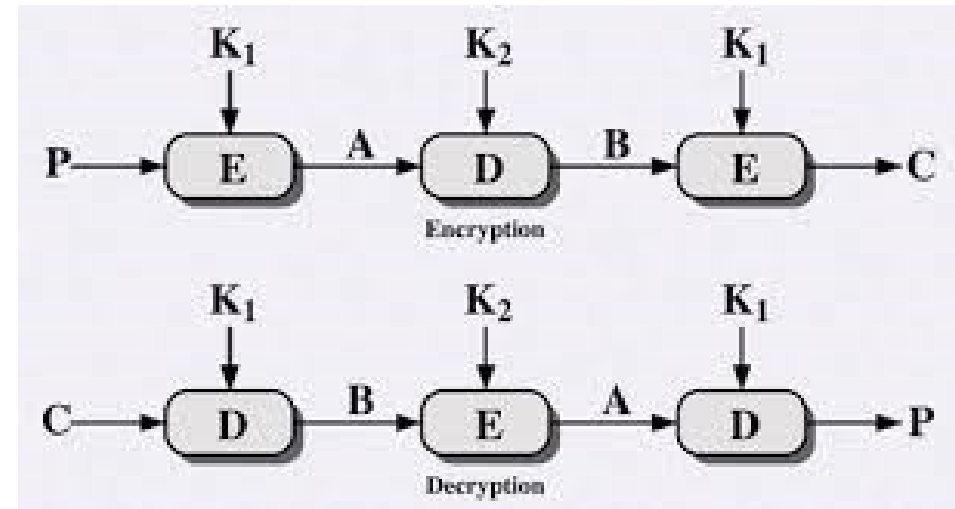 K₁ K₂ K₁
P E A D B E C
Encryption
K₁ K₂ K₁
C D B E A D P
Decryption